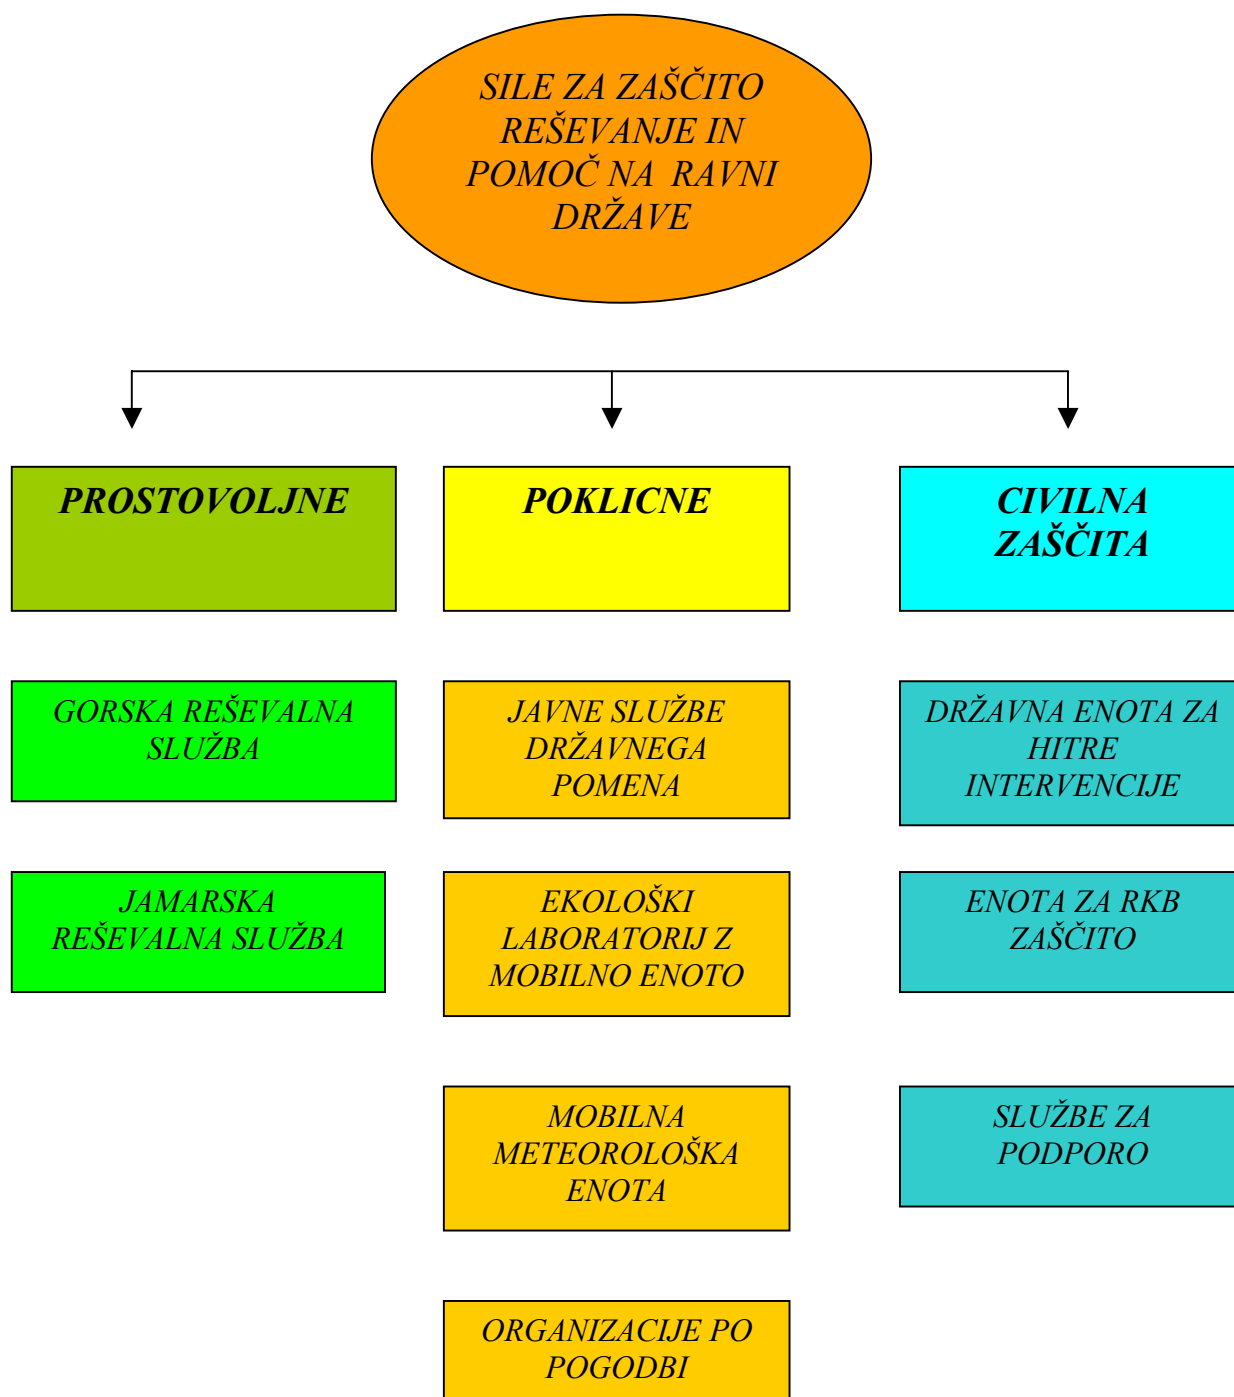 SILE ZA ZAŠČITO
REŠEVANJE IN
POMOČ NA RAVNI
DRŽAVE
PROSTOVOLJNE
GORSKA REŠEVALNA
SLUŽBA
JAMARSKA
REŠEVALNA SLUŽBA
POKLICNE
JAVNE SLUŽBE
DRŽAVNEGA
POMENA
EKOLOŠKI
LABORATORIJ Z
MOBILNO ENOTO
MOBILNA
METEOROLOŠKA
ENOTA
ORGANIZACIJE PO
POGODBI
CIVILNA
ZAŠČITA
DRŽAVNA ENOTA ZA
HITRE
INTERVENCIJE
ENOTA ZA RKB
ZAŠČITO
SLUŽBE ZA
PODPORO